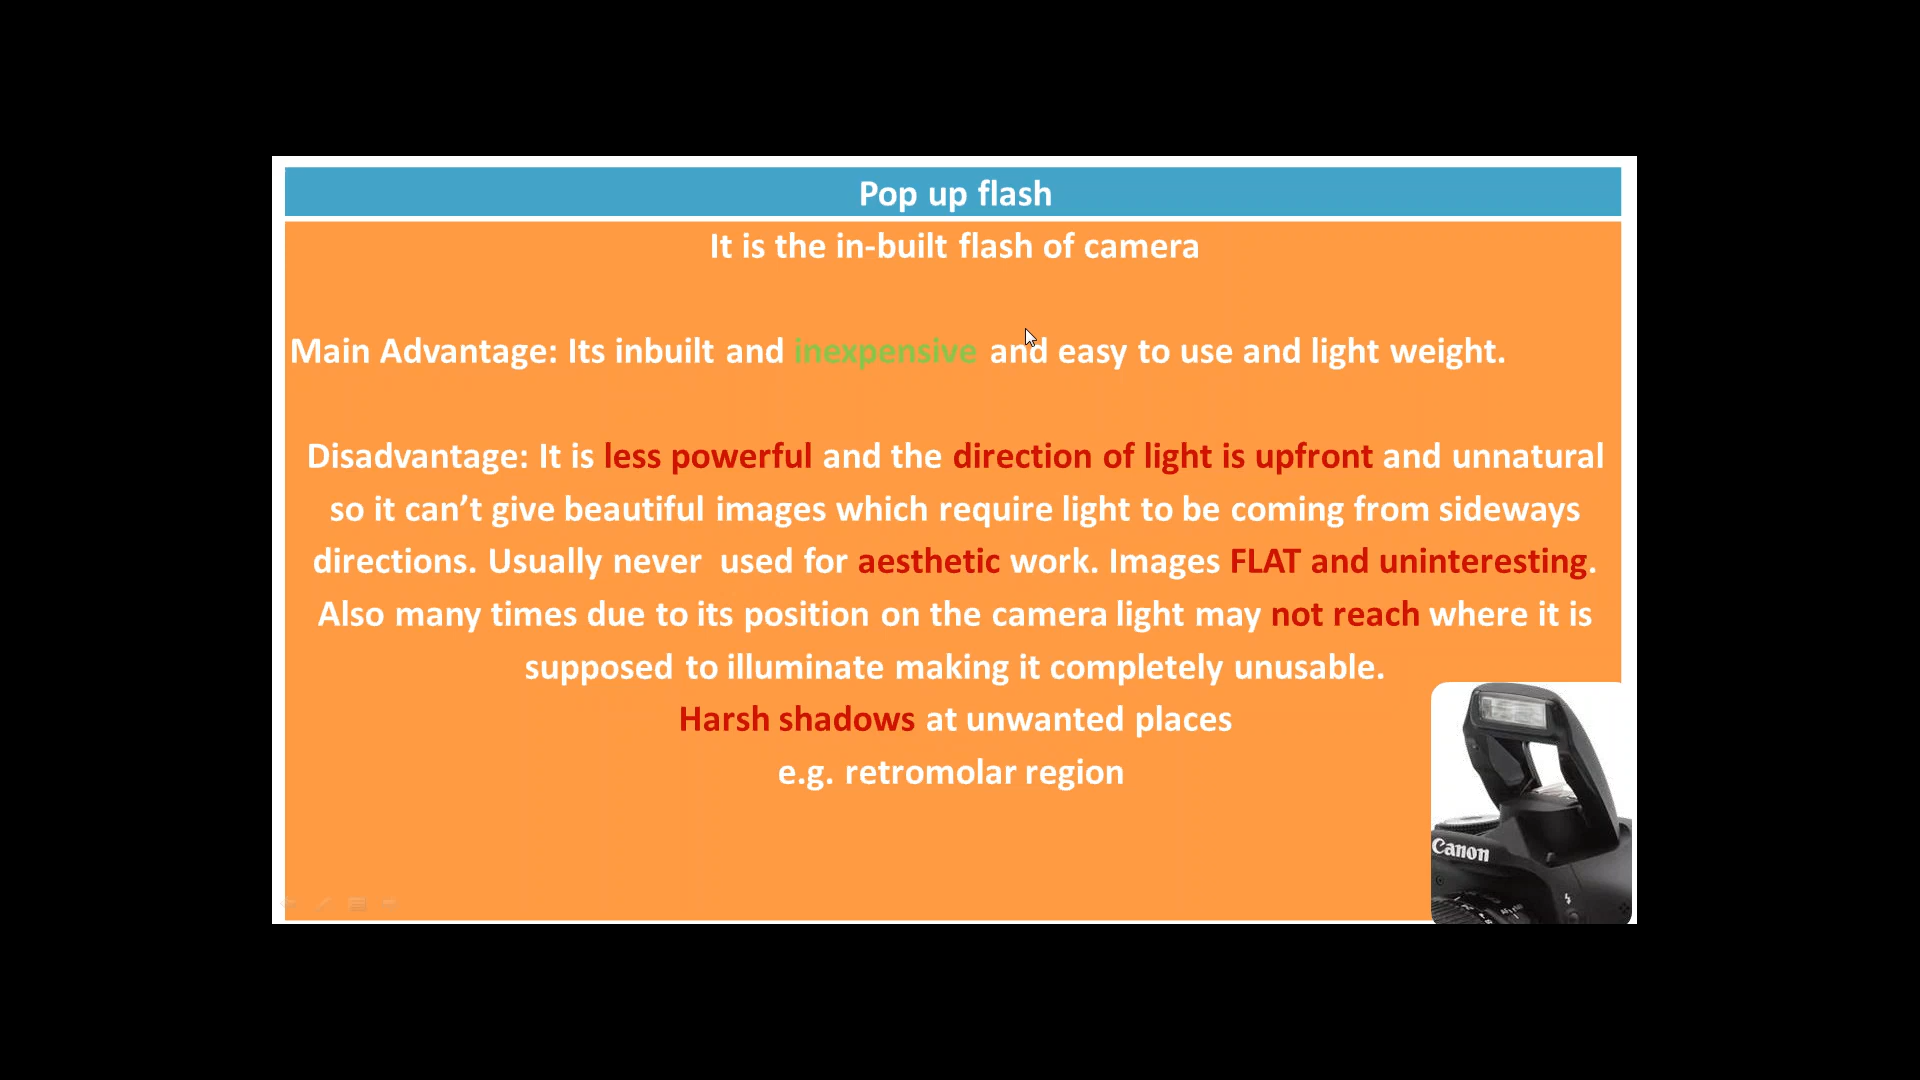 Pop up flash
It is the in-built flash of camera
Main Advantage: Its inbuilt and inexpensive and easy to use and light weight.
Disadvantage: It is less powerful and the direction of light is upfront and unnatural
so it can’t give beautiful images which require light to be coming from sideways
directions. Usually never used for aesthetic work. Images FLAT and uninteresting.
Also many times due to its position on the camera light may not reach where it is
supposed to illuminate making it completely unusable.
Harsh shadows at unwanted places
e.g. retromolar region
Canon